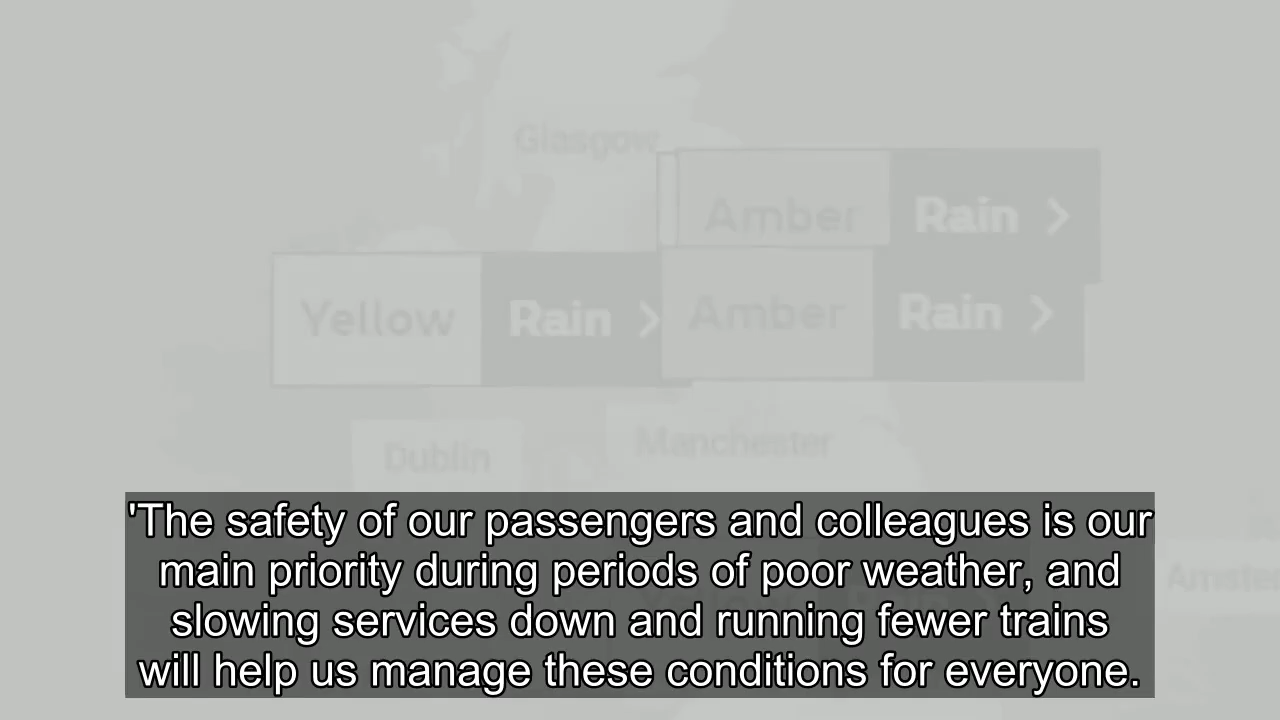 Glasgow
Amber Rain >
Yellow Rain >
Amber Rain >
Dublin
Manchester
'The safety of our passengers and colleagues is our
main priority during periods of poor weather, and
slowing services down and running fewer trains
will help us manage these conditions for everyone.